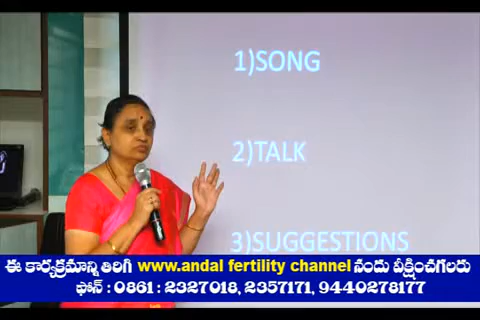 1)SONG
2)TALK
3)SUGGESTIONS
ఈ కార్యక్రమాన్ని తిరిగి www.andal fertility channel నందు వీక్షించగలరు
ఫోన్ : 0861 : 2327018, 2357171, 9440278177